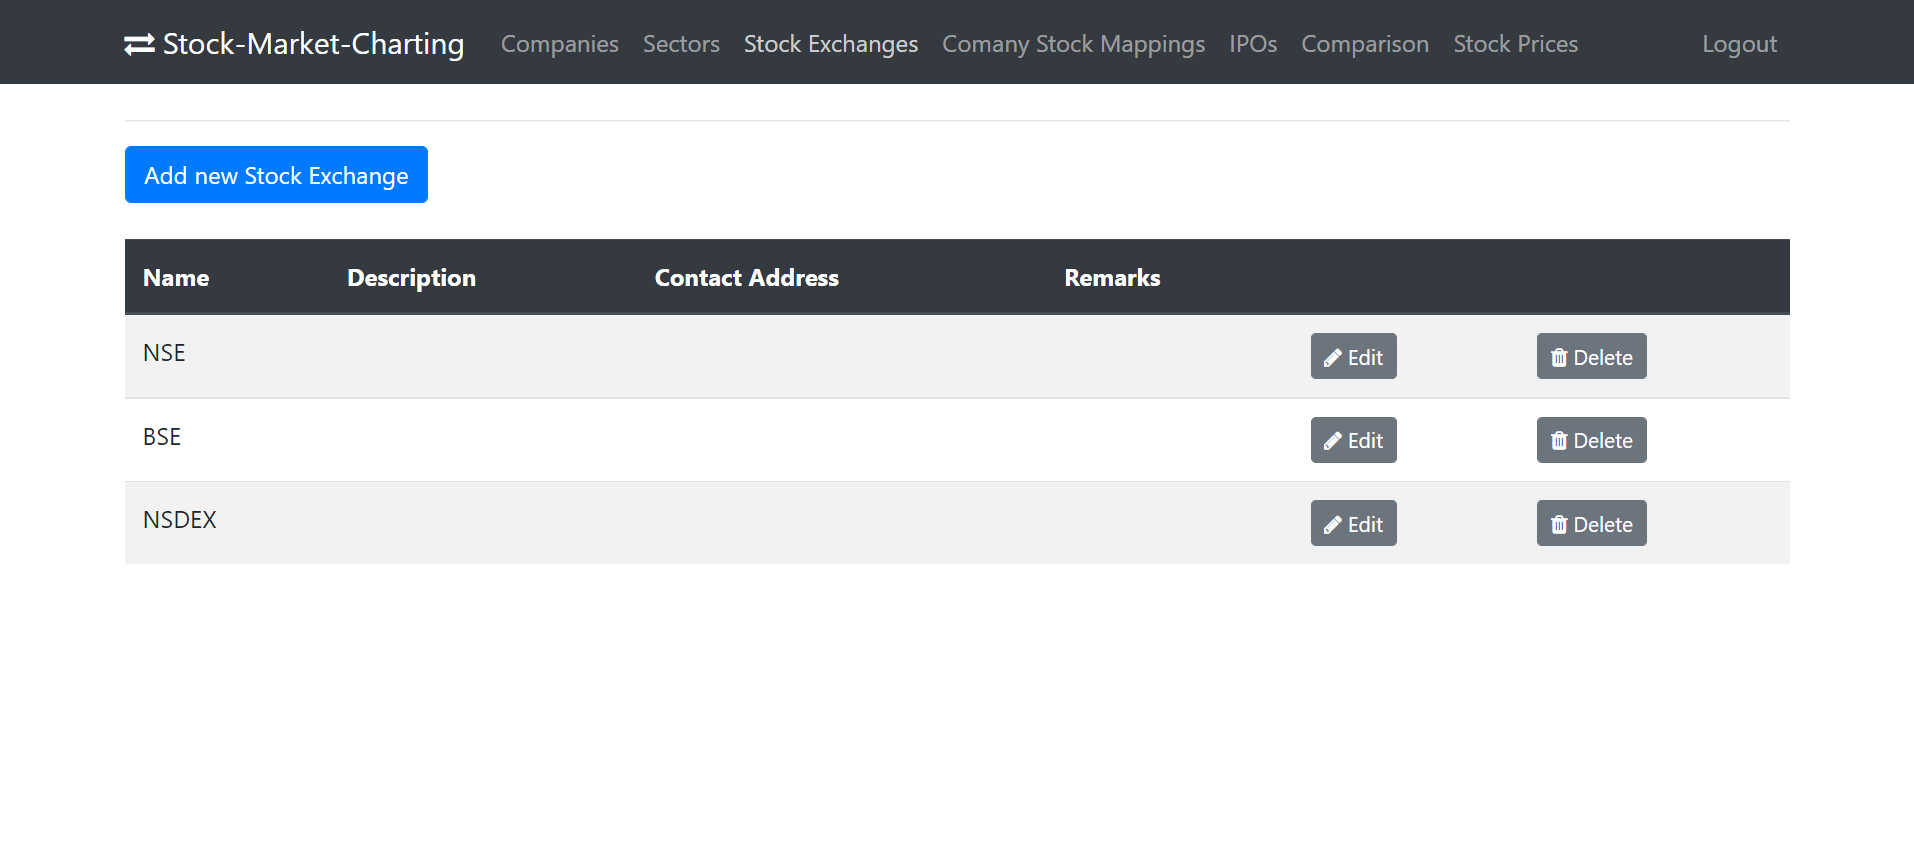 Stock-Market-Charting Companies Sectors Stock Exchanges Comany Stock Mappings IPOs Comparison Stock Prices Logout
Add new Stock Exchange
Name Description Contact Address Remarks
NSE Edit Delete
BSE Edit Delete
NSDEX Edit Delete